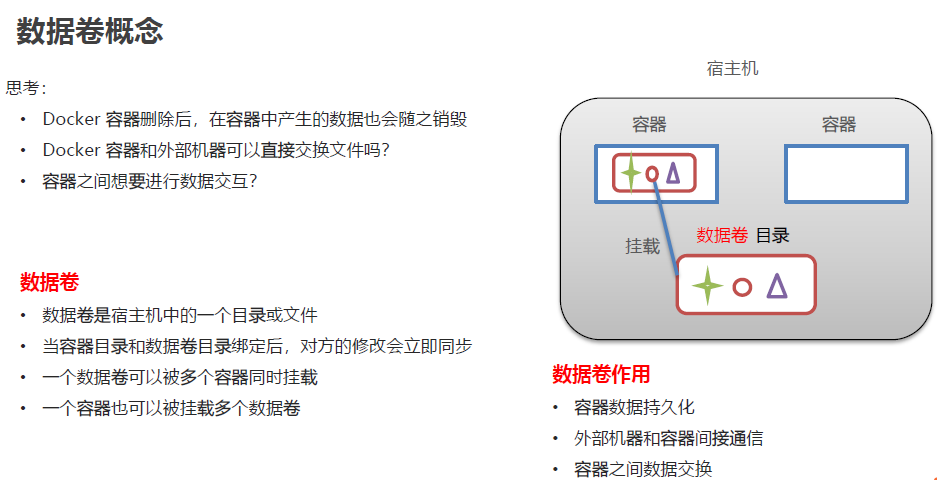 数据卷概念
思考：
• Docker 容器删除后，在容器中产生的数据也会随之销毁
• Docker 容器和外部机器可以直接交换文件吗？
• 容器之间想要进行数据交互？
数据卷
• 数据卷是宿主机中的一个目录或文件
• 当容器目录和数据卷目录绑定后，对方的修改会立即同步
• 一个数据卷可以被多个容器同时挂载
• 一个容器也可以被挂载多个数据卷
宿主机
容器
容器
挂载
数据卷 目录
数据卷作用
• 容器数据持久化
• 外部机器和容器间接通信
• 容器之间数据交换